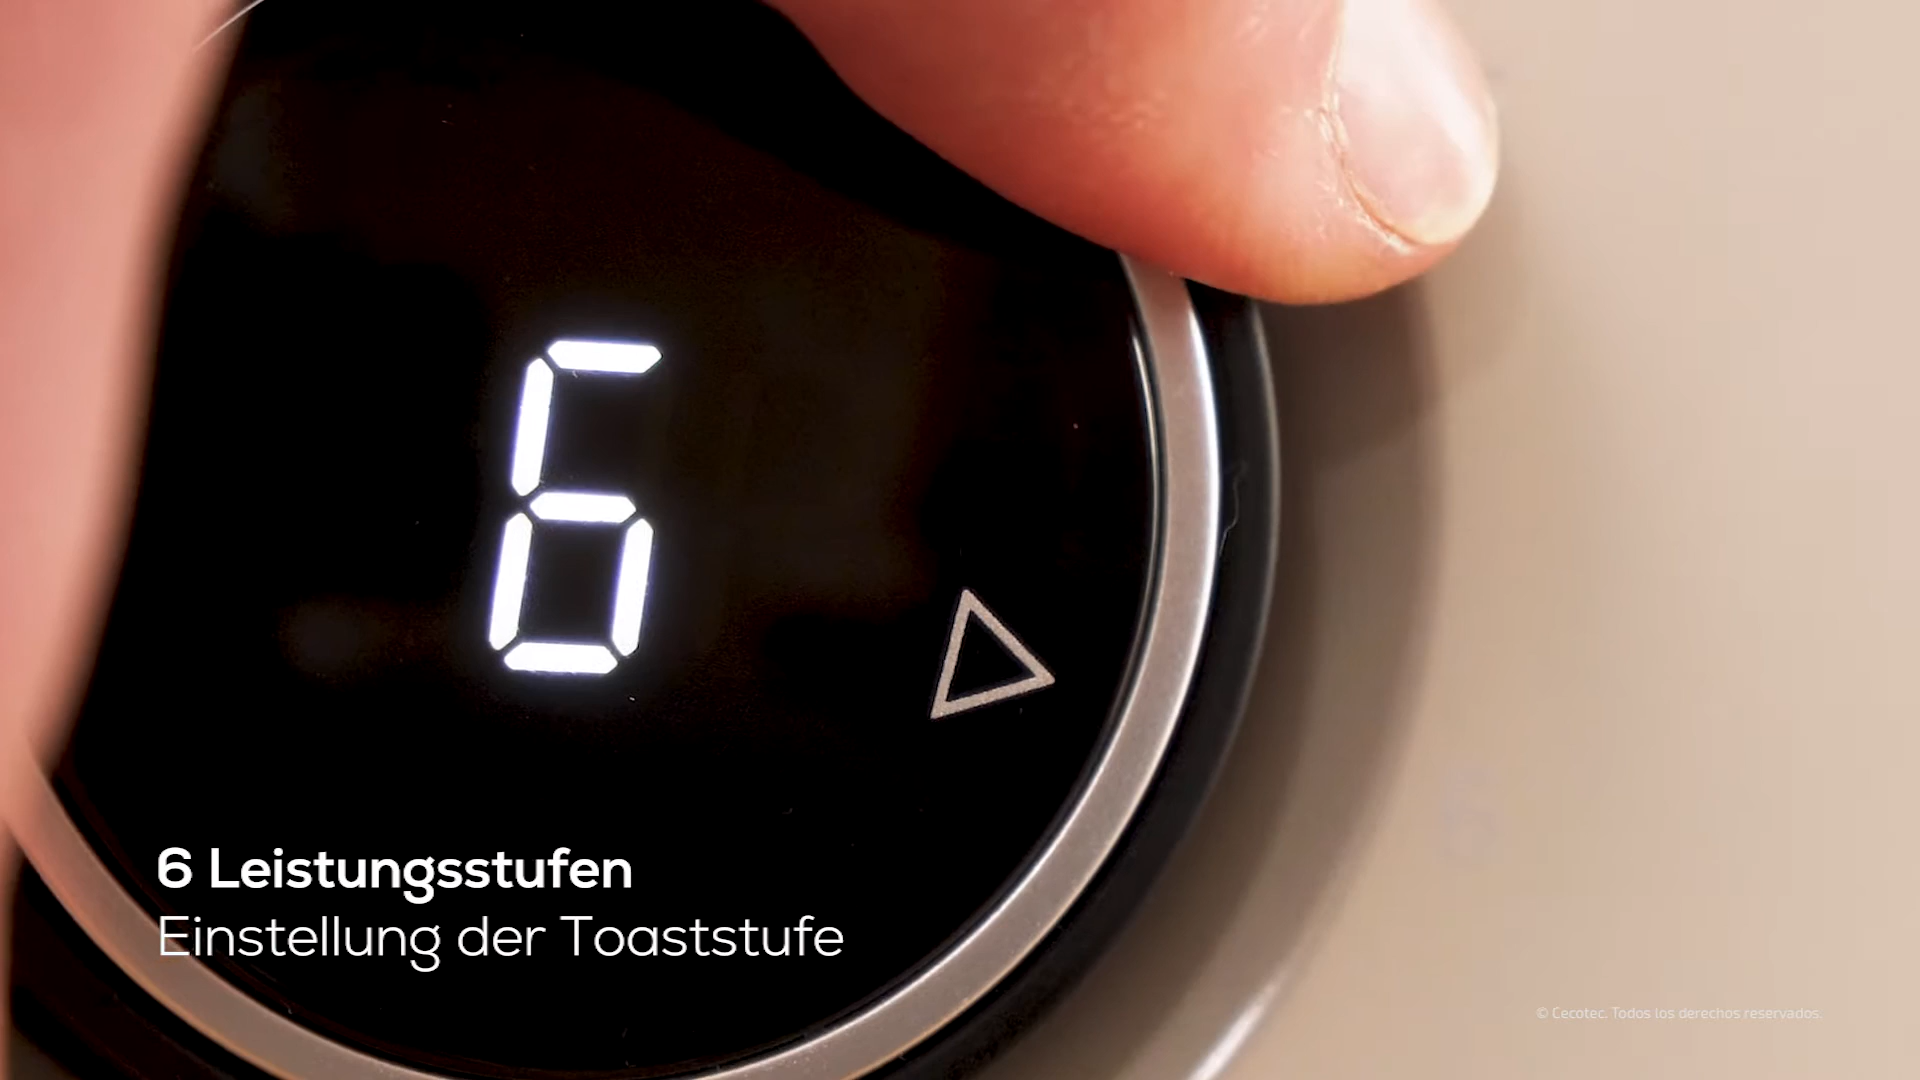 6
6 Leistungsstufen
Einstellung der Toaststufe
© Cecotec. Todos los derechos reservados.